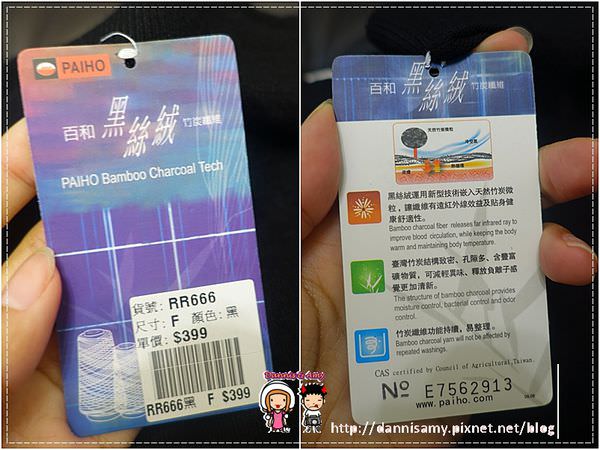 PAIHO
百和 黑絲絨 竹炭纖維
PAIHO Bamboo Charcoal Tech
貨號: RR666
尺寸: F 顏色: 黑
單價: $399
RR666黑 F $399
百和 黑絲絨 竹炭纖維
天然竹炭微粒
黑絲絨運用新型技術嵌入天然竹炭微
粒，讓纖維有遠紅外線效益及貼身健
康舒適性。
Bamboo charcoal fiber releases far infrared ray to
improve blood circulation, while keeping the body
warm and maintaining body temperature.
臺灣竹炭結構致密、孔隙多、含豐富
礦物質，可減輕異味、釋放負離子感
覺更加清新。
The structure of bamboo charcoal provides
moisture control, bacterial control and odor
control.
竹炭纖維功能持續，易整理。
Bamboo charcoal yarn will not be affected by
repeated washings.
CAS certified by Council of Agricultural,Taiwan.
Nº E7562913
www.paiho.com
http://dannisamy.pixnet.net/blog